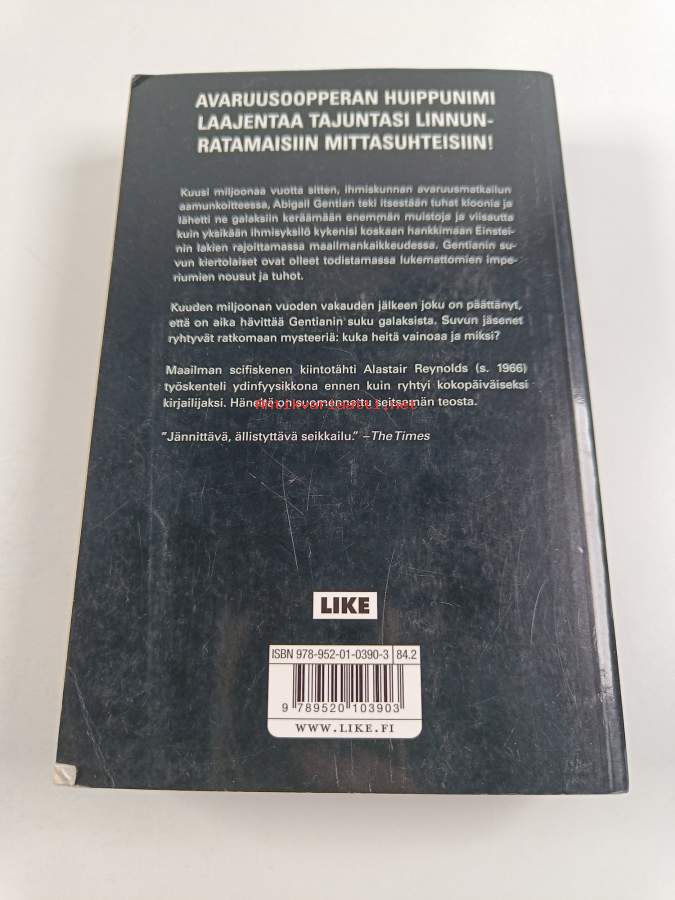 AVARUUSOOPPERAN HUIPPUNIMI
LAAJENTAA TAJUNTASI LINNUN-
RATAMAISIIN MITTASUHTEISIIN!
Kuusi miljoonaa vuotta sitten, ihmiskunnan avaruusmatkailun
aamunkoitteessa, Abigail Gentian teki itsestään tuhat kloonia ja
lähetti ne galaksiin keräämään enemmän muistoja ja viisautta
kuin yksikään ihmisyksilö kykenisi koskaan hankkimaan Einstei-
nin lakien rajoittamassa maailmankaikkeudessa. Gentianin su-
vun kiertolaiset ovat olleet todistamassa lukemattomien impe-
riumien nousut ja tuhot.
Kuuden miljoonan vuoden vakauden jälkeen joku on päättänyt,
että on aika hävittää Gentianin suku galaksista. Suvun jäsenet
ryhtyvät ratkomaan mysteeriä: kuka heitä vainoaa ja miksi?
Maailman scifiskenen kiintotähti Alastair Reynolds (s. 1966)
työskenteli ydinfyysikkona ennen kuin ryhtyi kokopäiväiseksi
kirjailijaksi. Häneltä on suomennettu seitsemän teosta.
Antikvariaatti.net
"Jännittävä, ällistyttävä seikkailu." –The Times
LIKE
ISBN 978-952-01-0390-3 84.2
9 789520 103903
WWW.LIKE.FI